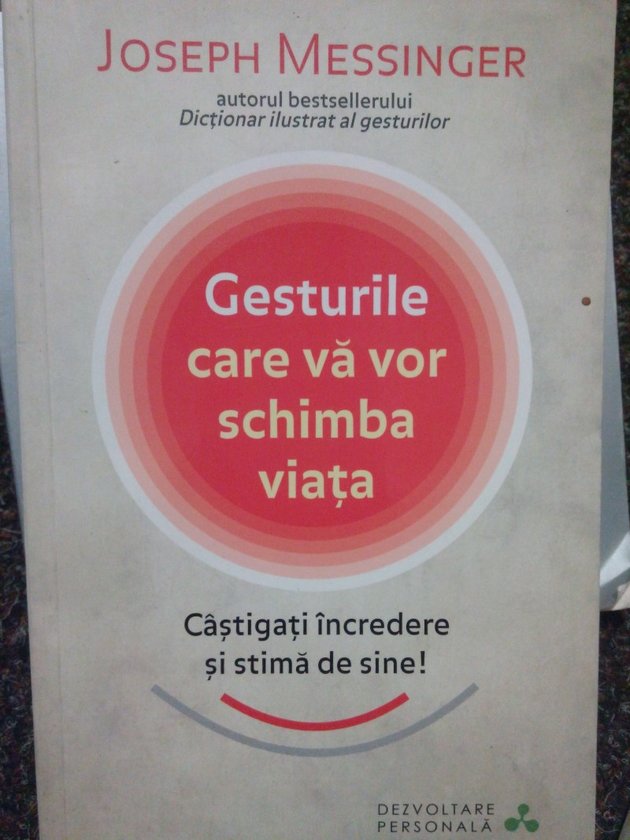 JOSEPH MESSINGER
autorul bestsellerului
Dicționar ilustrat al gesturilor
Gesturile
care vă vor
schimba
viața
Câștigați încredere
și stimă de sine!
DEZVOLTARE
PERSONALĂ